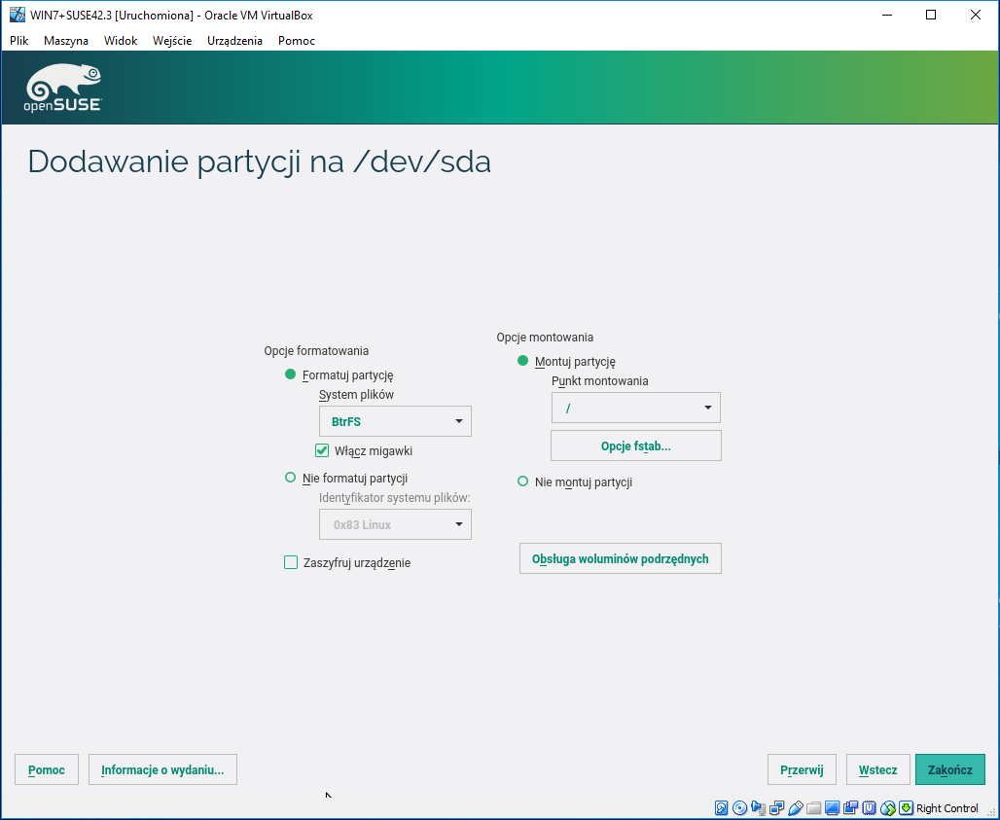 WIN7+SUSE42.3 [Uruchomiona] - Oracle VM VirtualBox
Plik Maszyna Widok Wejście Urządzenia Pomoc
openSUSE
Dodawanie partycji na /dev/sda
Opcje formatowania
Formatuj partycję
System plików
BtrFS
Włącz migawki
Nie formatuj partycji
Identyfikator systemu plików:
0x83 Linux
Zaszyfruj urządzenie
Opcje montowania
Montuj partycję
Punkt montowania
/
Opcje fstab...
Nie montuj partycji
Obsługa woluminów podrzędnych
Pomoc Informacje o wydaniu... Przerwij Wstecz Zakończ
Right Control